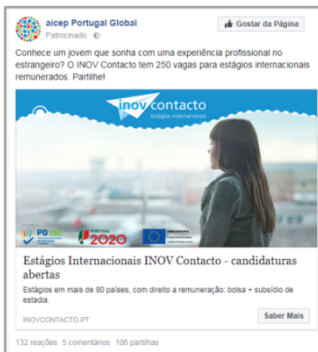 aicep Portugal Global
Patrocinado ·
Gostar da Página
Conhece um jovem que sonha com uma experiência profissional no
estrangeiro? O INOV Contacto tem 250 vagas para estágios internacionais
remunerados. Partilhe!
inov contacto
estágios internacionais
PORTUGAL
2020
Estágios Internacionais INOV Contacto - candidaturas
abertas
Estágios em mais de 80 países, com direito a remuneração: bolsa + subsídio de
estadia.
INOVCONTACTO.PT
Saber Mais
132 reações 5 comentários 106 partilhas